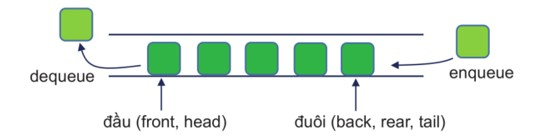 dequeue
enqueue
đầu (front, head)
đuôi (back, rear, tail)